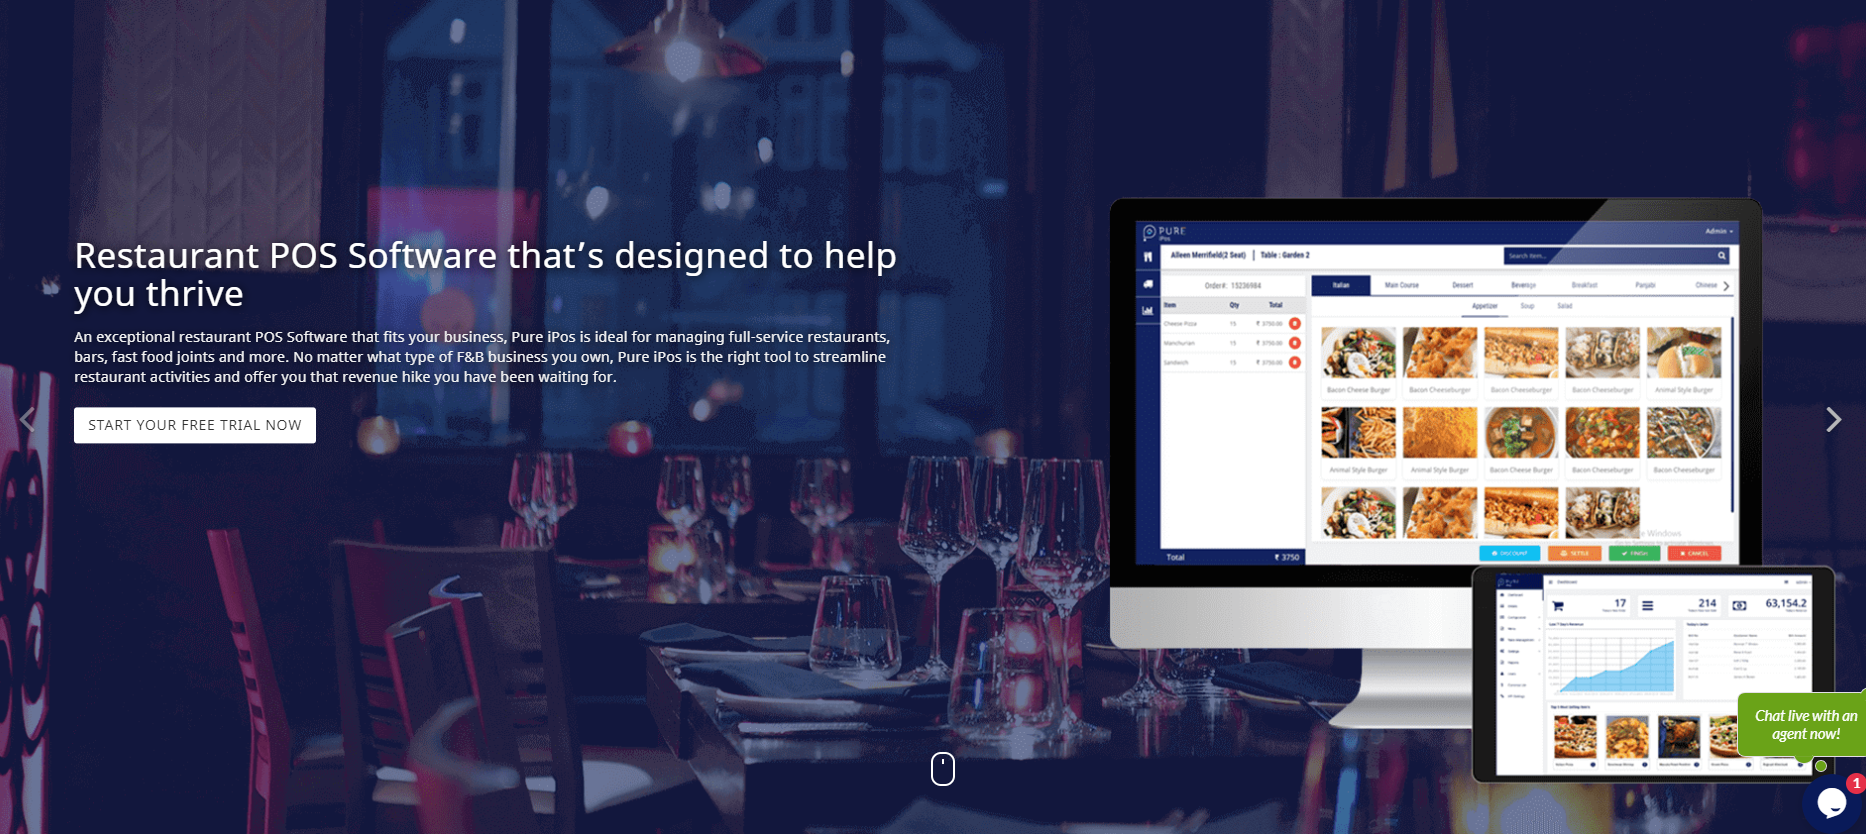 Restaurant POS Software that's designed to help
you thrive
An exceptional restaurant POS Software that fits your business, Pure iPos is ideal for managing full-service restaurants,
bars, fast food joints and more. No matter what type of F&B business you own, Pure iPos is the right tool to streamline
restaurant activities and offer you that revenue hike you have been waiting for.
START YOUR FREE TRIAL NOW
PURE
iPos
Admin
Alleen Merrifield(2 Seat) | Table : Garden 2
Search Item...
Order#: 15236984
Item Qty Total
Cheese Pizza 15 ₹ 3750.00
Manchurian 15 ₹ 3750.00
Sandwich 15 ₹ 3750.00
Total ₹ 3750
Italian Main Course Dessert Beverage Breakfast Punjabi Chinese
Appetizer Soup Salad
Bacon Cheese Burger Bacon Cheeseburger Bacon Cheeseburger Bacon Cheeseburger Animal Style Burger
Animal Style Burger Animal Style Burger Bacon Cheese Burger Bacon Cheeseburger Bacon Cheeseburger
Windows
DISCOUNT SETTLE FINISH CANCEL
Dashboard
17 214 63,154.2
Chat live with an
agent now!
1